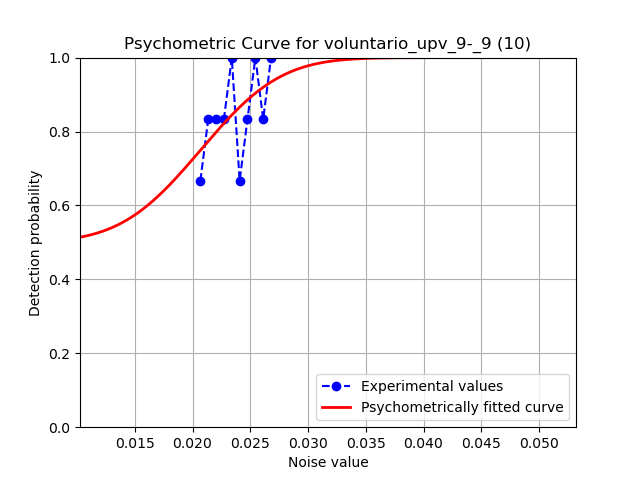 Psychometric Curve for voluntario_upv_9-_9 (10)
Detection probability
1.0
0.8
0.6
0.4
0.2
0.0
0.015 0.020 0.025 0.030 0.035 0.040 0.045 0.050
Noise value
Experimental values
Psychometrically fitted curve